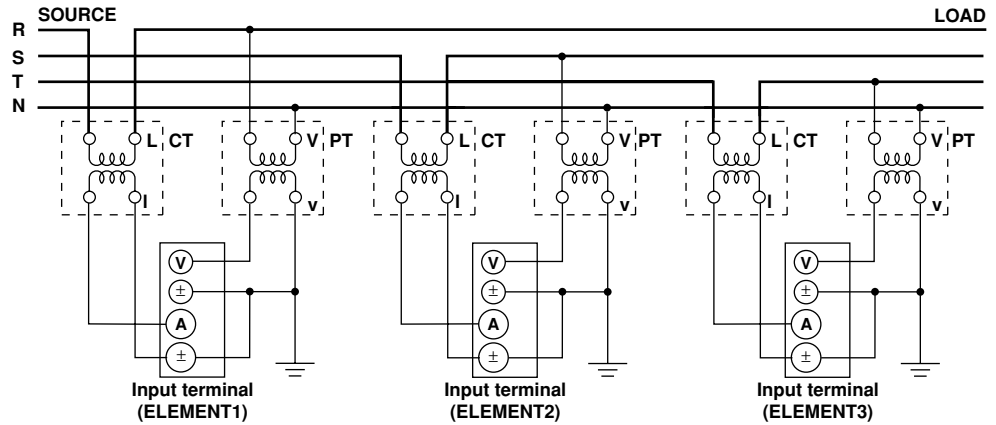 SOURCE LOAD
R
S
T
N
L CT V PT L CT V PT L CT V PT
l v l v l v
V V V
± ± ±
A A A
± ± ±
Input terminal Input terminal Input terminal
(ELEMENT1) (ELEMENT2) (ELEMENT3)